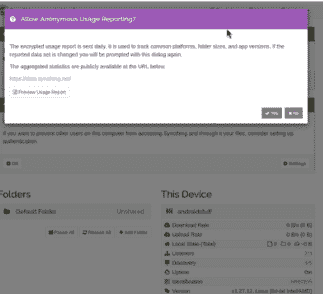 Allow Anonymous Usage Reporting?
The encrypted usage report is sent daily. It is used to track common platforms, folder sizes, and app versions. If the
reported data set is changed you will be prompted with this dialog again.
The aggregated statistics are publicly available at the URL below.
https://data.syncthing.net/
Preview Usage Report
Yes No
If you want to prevent other users on this computer from accessing Syncthing and through it your files, consider setting up
authentication.
OK Settings
Folders
Default Folder Unshared
Pause All Rescan All Add Folder
This Device
Download Rate
Upload Rate
Local State (Total)
Listeners
Discovery
Uptime
Identification
Version